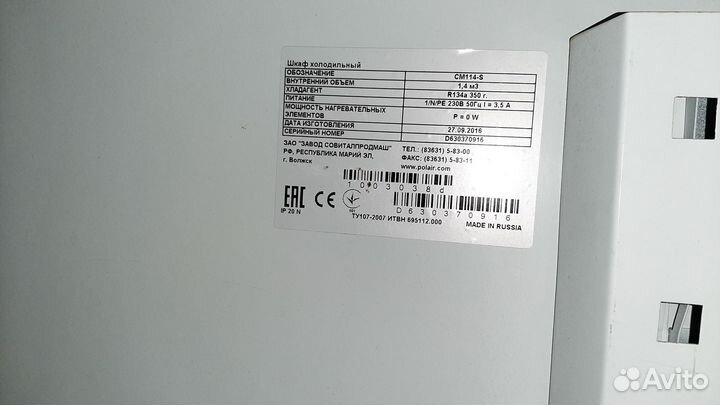 Шкаф холодильный
ОБОЗНАЧЕНИЕ CM114-S
ВНУТРЕННИЙ ОБЪЕМ 1,4 м3
ХЛАДАГЕНТ R134a 350 г.
ПИТАНИЕ 1/N/PE 230В 50Гц I = 3,5 А
МОЩНОСТЬ НАГРЕВАТЕЛЬНЫХ ЭЛЕМЕНТОВ P = 0 W
ДАТА ИЗГОТОВЛЕНИЯ 27.09.2016
СЕРИЙНЫЙ НОМЕР D630370916
ЗАО "ЗАВОД СОВИТАЛПРОДМАШ" ТЕЛ.: (83631) 5-83-00
РФ, РЕСПУБЛИКА МАРИЙ ЭЛ, ФАКС: (83631) 5-83-11
г. Волжск www.polair.com
1003038d
EAC CE
D630370916
IP 20 N
ТУ107-2007 ИТВН 695112.000 MADE IN RUSSIA
Avito